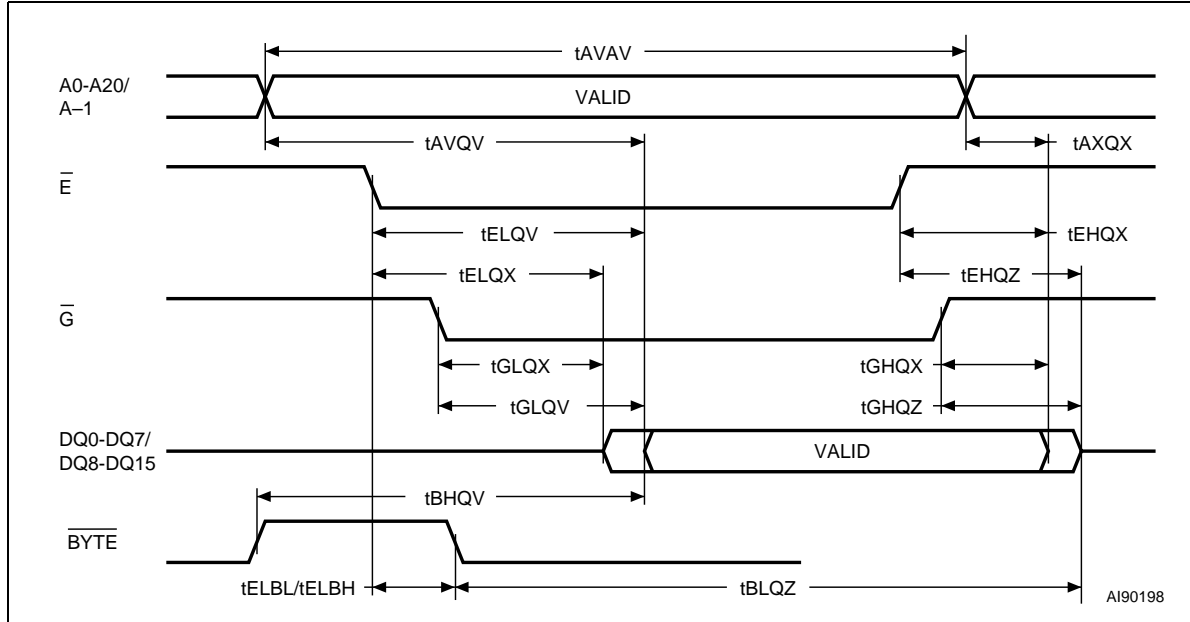 tAVAV
A0-A20/
A–1
VALID
tAVQV
tAXQX
E̅
tELQV
tEHQX
tELQX
tEHQZ
G̅
tGLQX
tGHQX
tGLQV
tGHQZ
DQ0-DQ7/
DQ8-DQ15
VALID
tBHQV
B̅Y̅T̅E̅
tELBL/tELBH
tBLQZ
AI90198